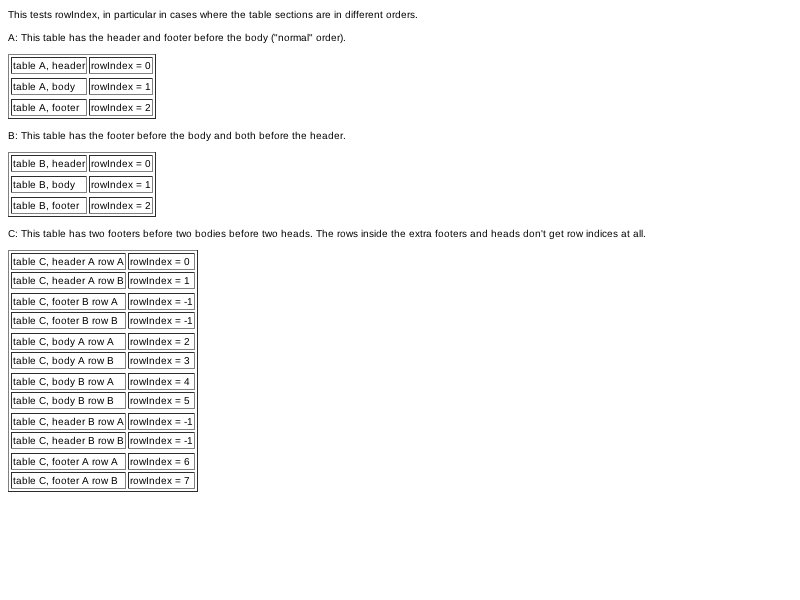 This tests rowIndex, in particular in cases where the table sections are in different orders.
A: This table has the header and footer before the body ("normal" order).
table A, header rowIndex = 0
table A, body rowIndex = 1
table A, footer rowIndex = 2
B: This table has the footer before the body and both before the header.
table B, header rowIndex = 0
table B, body rowIndex = 1
table B, footer rowIndex = 2
C: This table has two footers before two bodies before two heads. The rows inside the extra footers and heads don't get row indices at all.
table C, header A row A rowIndex = 0
table C, header A row B rowIndex = 1
table C, footer B row A rowIndex = -1
table C, footer B row B rowIndex = -1
table C, body A row A rowIndex = 2
table C, body A row B rowIndex = 3
table C, body B row A rowIndex = 4
table C, body B row B rowIndex = 5
table C, header B row A rowIndex = -1
table C, header B row B rowIndex = -1
table C, footer A row A rowIndex = 6
table C, footer A row B rowIndex = 7